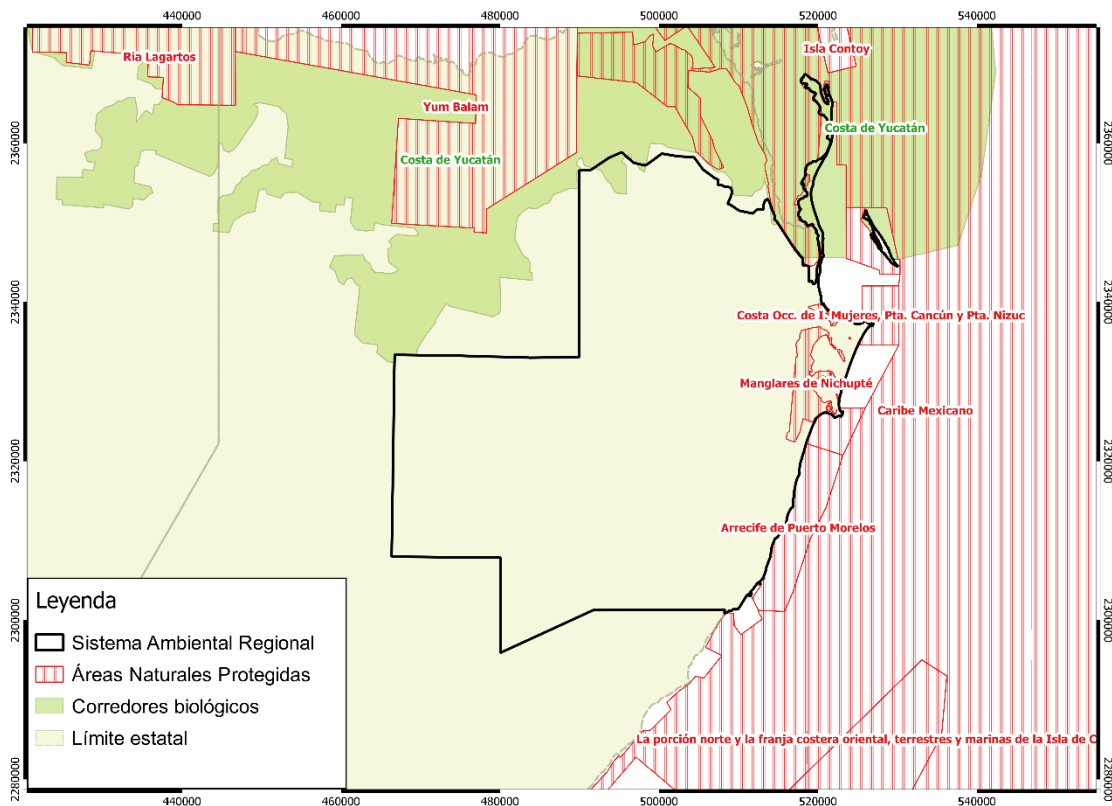 440000
460000
480000
500000
520000
540000
Isla Contoy
Ria Lagartos
Yum Balam
Costa de Yucatán
Costa de Yucatán
2360000
2360000
2340000
2340000
Costa Occ. de I. Mujeres, Pta. Cancún y Pta. Nizuc
Manglares de Nichupté
Caribe Mexicano
2320000
2320000
Arrecife de Puerto Morelos
2300000
2300000
Leyenda
Sistema Ambiental Regional
Áreas Naturales Protegidas
Corredores biológicos
Límite estatal
La porción norte y la franja costera oriental, terrestres y marinas de la Isla de C
2280000
2280000
440000
460000
480000
500000
520000
540000